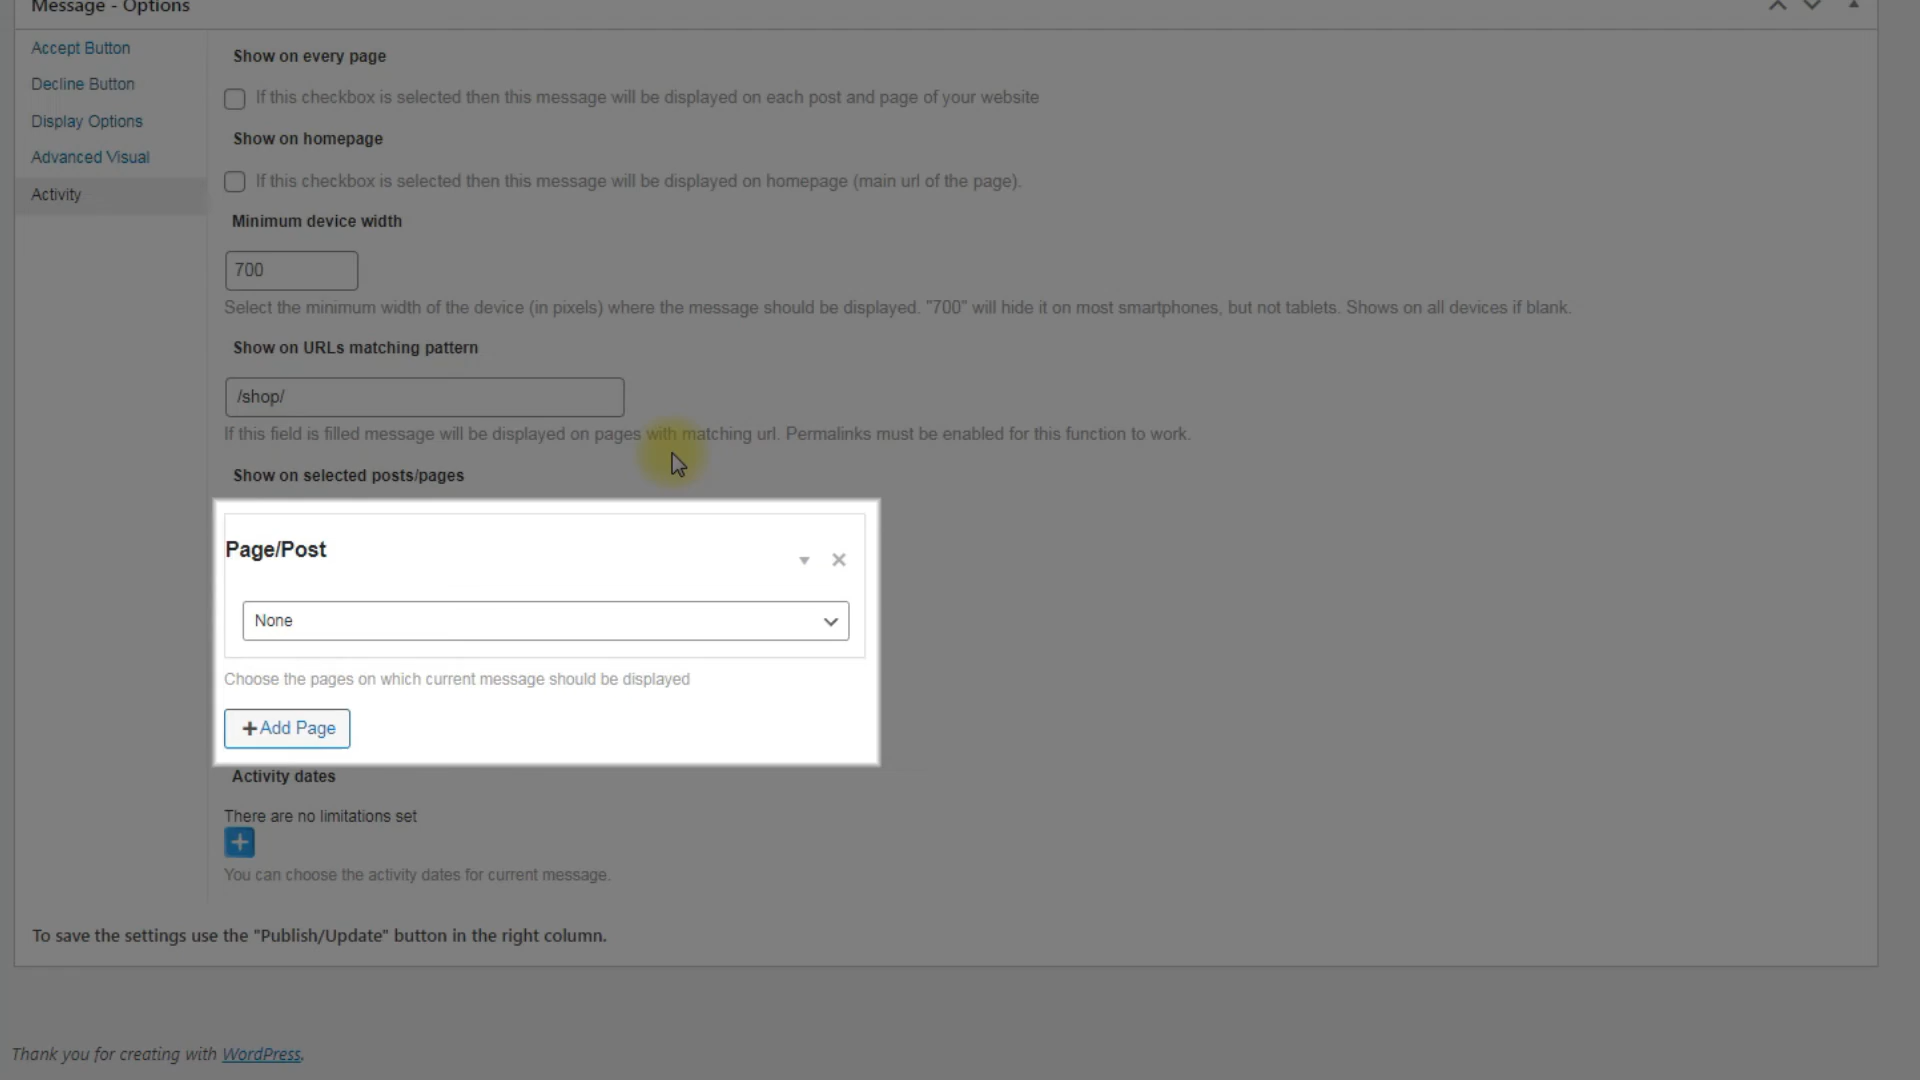 Message - Options
Accept Button
Decline Button
Display Options
Advanced Visual
Activity
Show on every page
If this checkbox is selected then this message will be displayed on each post and page of your website
Show on homepage
If this checkbox is selected then this message will be displayed on homepage (main url of the page).
Minimum device width
700
Select the minimum width of the device (in pixels) where the message should be displayed. "700" will hide it on most smartphones, but not tablets. Shows on all devices if blank.
Show on URLs matching pattern
/shop/
If this field is filled message will be displayed on pages with matching url. Permalinks must be enabled for this function to work.
Show on selected posts/pages
Page/Post
None
Choose the pages on which current message should be displayed
+Add Page
Activity dates
There are no limitations set
+
You can choose the activity dates for current message.
To save the settings use the "Publish/Update" button in the right column.
Thank you for creating with WordPress.